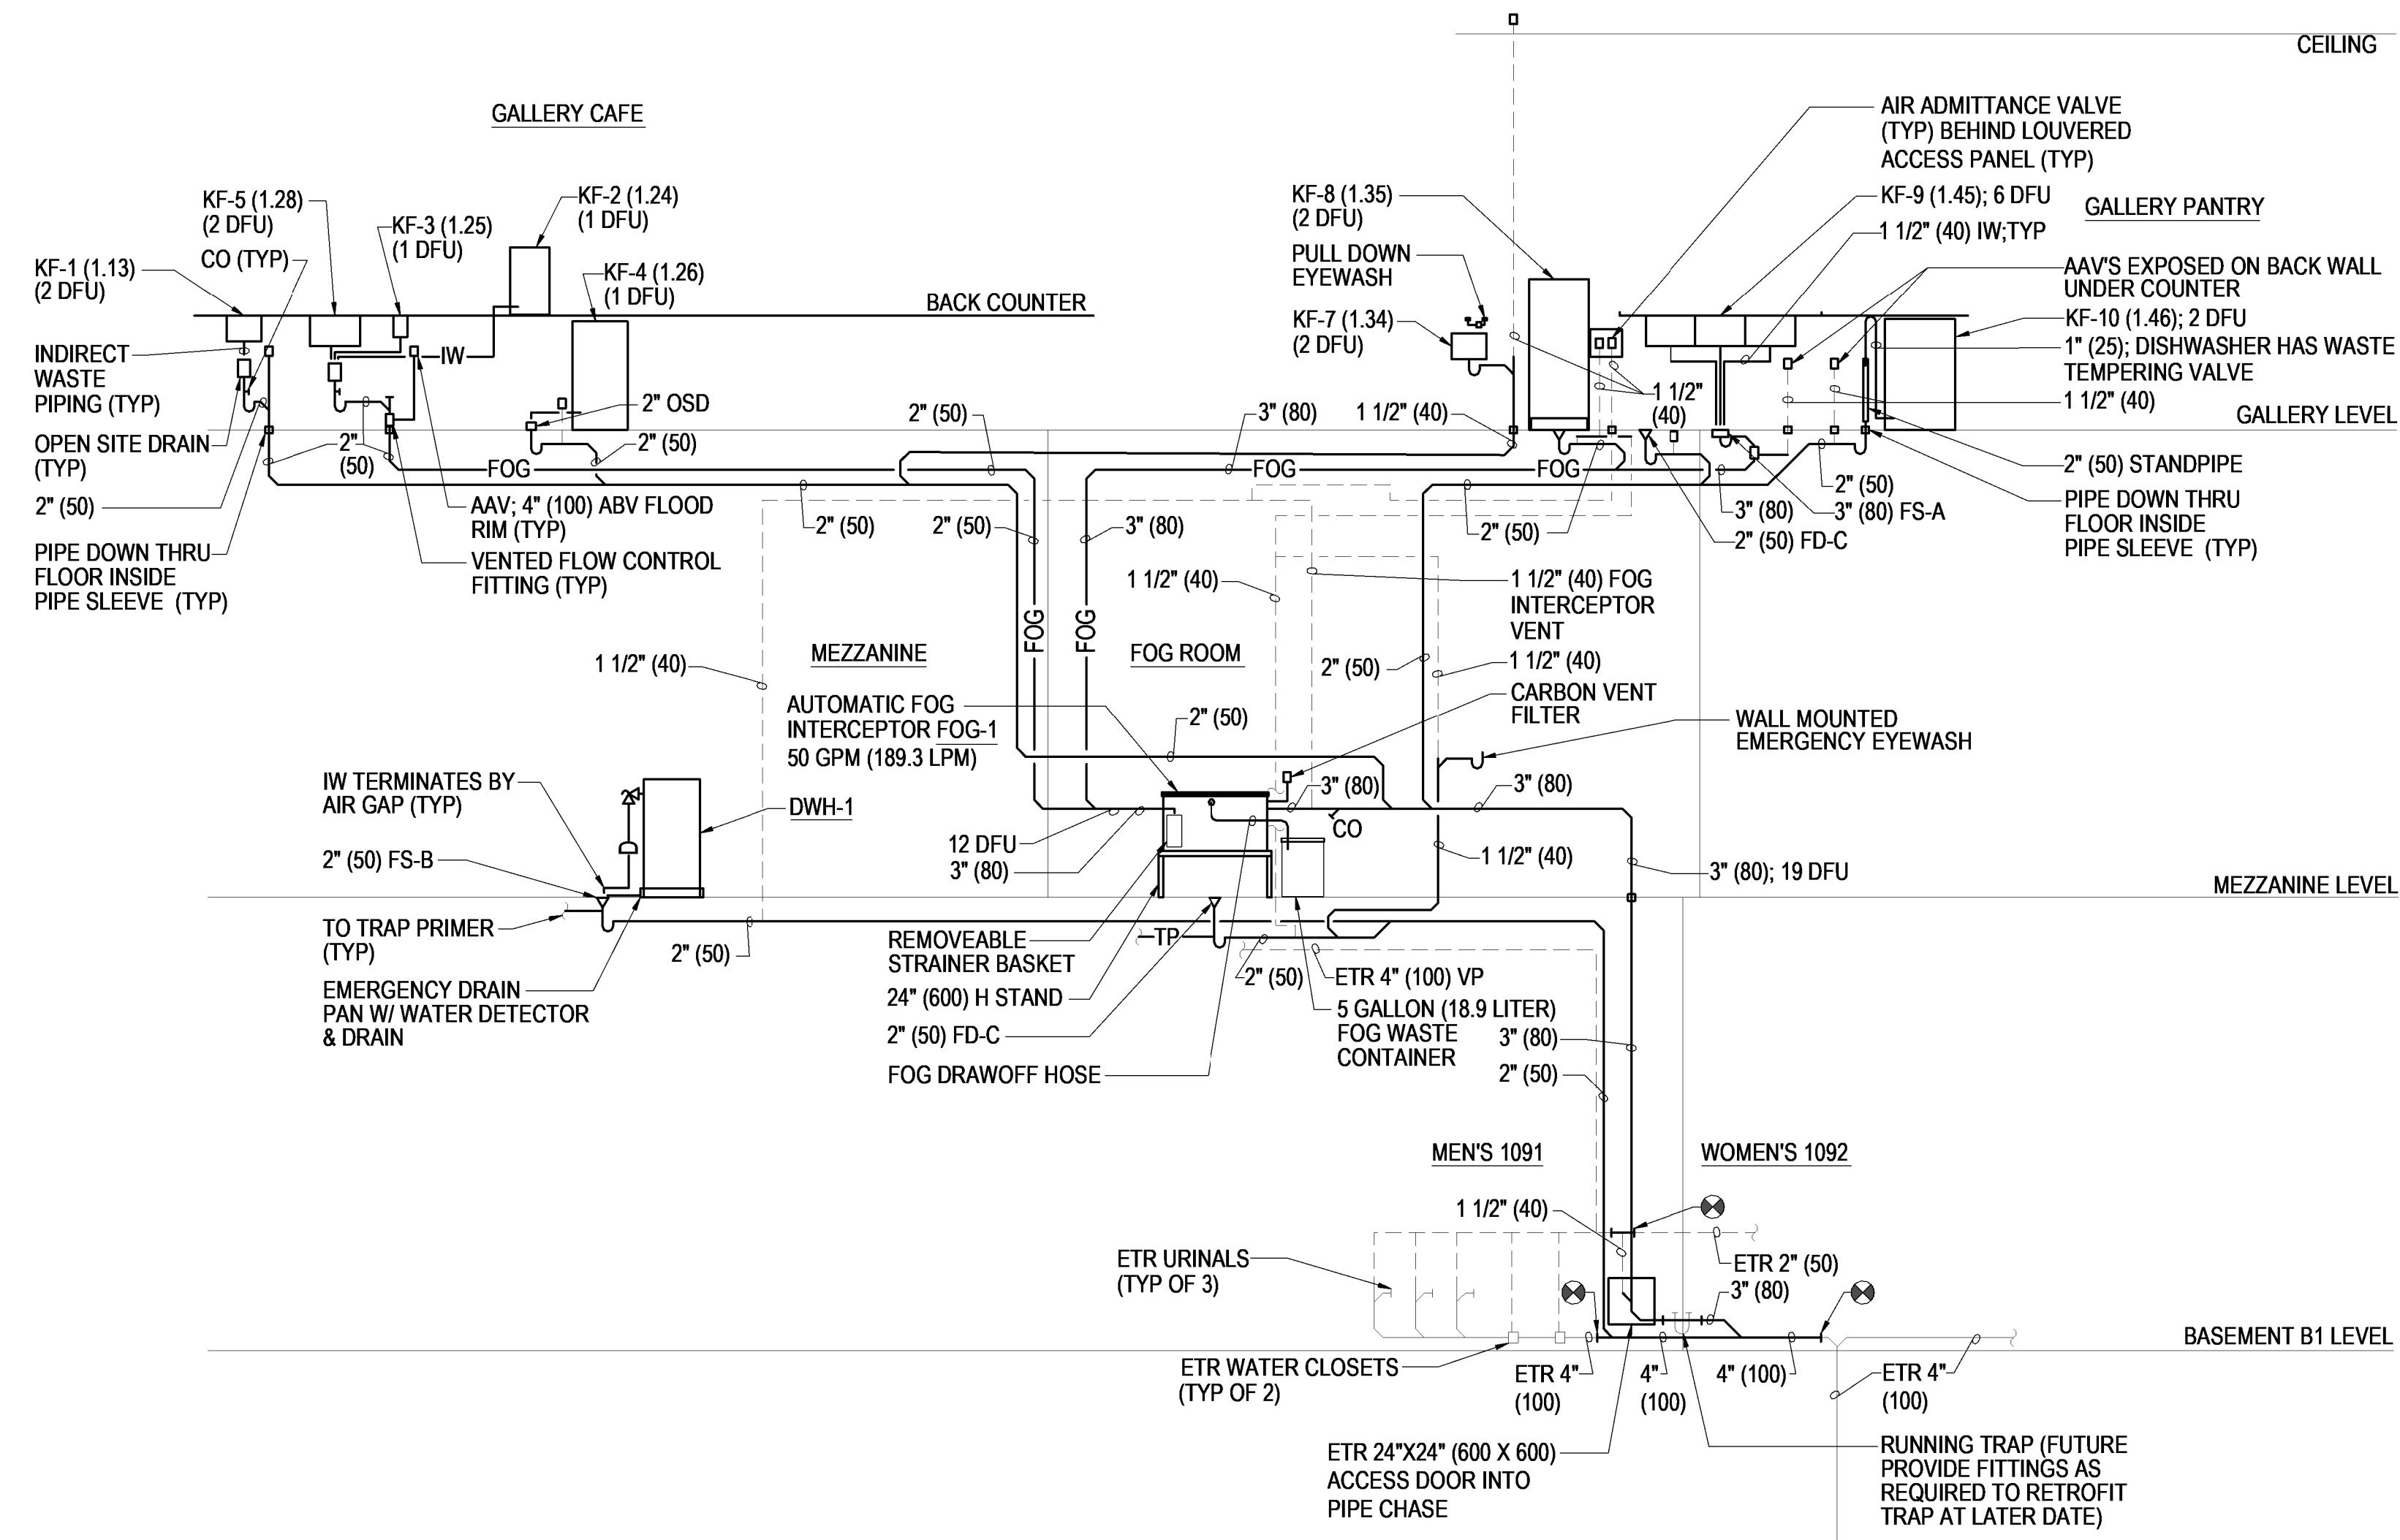 CEILING
GALLERY CAFE
AIR ADMITTANCE VALVE
(TYP) BEHIND LOUVERED
ACCESS PANEL (TYP)
KF-5 (1.28)
(2 DFU)
CO (TYP)
KF-3 (1.25)
(1 DFU)
KF-2 (1.24)
(1 DFU)
KF-1 (1.13)
(2 DFU)
KF-4 (1.26)
(1 DFU)
BACK COUNTER
KF-8 (1.35)
(2 DFU)
PULL DOWN
EYEWASH
KF-7 (1.34)
(2 DFU)
KF-9 (1.45); 6 DFU
1 1/2" (40) IW;TYP
GALLERY PANTRY
AAV'S EXPOSED ON BACK WALL
UNDER COUNTER
KF-10 (1.46); 2 DFU
1" (25); DISHWASHER HAS WASTE
TEMPERING VALVE
1 1/2" (40)
GALLERY LEVEL
INDIRECT
WASTE
PIPING (TYP)
IW
OPEN SITE DRAIN
(TYP)
2" (50)
2"
(50)
2" OSD
2" (50)
2" (50)
3" (80)
1 1/2" (40)
1 1/2"
(40)
FOG
FOG
FOG
2" (50) STANDPIPE
2" (50)
PIPE DOWN THRU
FLOOR INSIDE
PIPE SLEEVE (TYP)
PIPE DOWN THRU
FLOOR INSIDE
PIPE SLEEVE (TYP)
AAV; 4" (100) ABV FLOOD
RIM (TYP)
VENTED FLOW CONTROL
FITTING (TYP)
2" (50)
2" (50)
3" (80)
2" (50)
3" (80)
3" (80) FS-A
2" (50) FD-C
1 1/2" (40)
1 1/2" (40) FOG
INTERCEPTOR
VENT
FOG
FOG
1 1/2" (40)
MEZZANINE
FOG ROOM
2" (50)
1 1/2" (40)
CARBON VENT
FILTER
AUTOMATIC FOG
INTERCEPTOR FOG-1
50 GPM (189.3 LPM)
2" (50)
WALL MOUNTED
EMERGENCY EYEWASH
IW TERMINATES BY
AIR GAP (TYP)
DWH-1
3" (80)
3" (80)
CO
12 DFU
3" (80)
1 1/2" (40)
3" (80); 19 DFU
2" (50) FS-B
MEZZANINE LEVEL
TO TRAP PRIMER
(TYP)
2" (50)
REMOVEABLE
STRAINER BASKET
TP
2" (50)
ETR 4" (100) VP
EMERGENCY DRAIN
PAN W/ WATER DETECTOR
& DRAIN
24" (600) H STAND
2" (50) FD-C
FOG DRAWOFF HOSE
5 GALLON (18.9 LITER)
FOG WASTE
CONTAINER
3" (80)
2" (50)
MEN'S 1091
WOMEN'S 1092
1 1/2" (40)
ETR URINALS
(TYP OF 3)
ETR 2" (50)
3" (80)
BASEMENT B1 LEVEL
ETR WATER CLOSETS
(TYP OF 2)
ETR 4"
(100)
4"
(100)
4" (100)
ETR 4"
(100)
ETR 24"X24" (600 X 600)
ACCESS DOOR INTO
PIPE CHASE
RUNNING TRAP (FUTURE
PROVIDE FITTINGS AS
REQUIRED TO RETROFIT
TRAP AT LATER DATE)